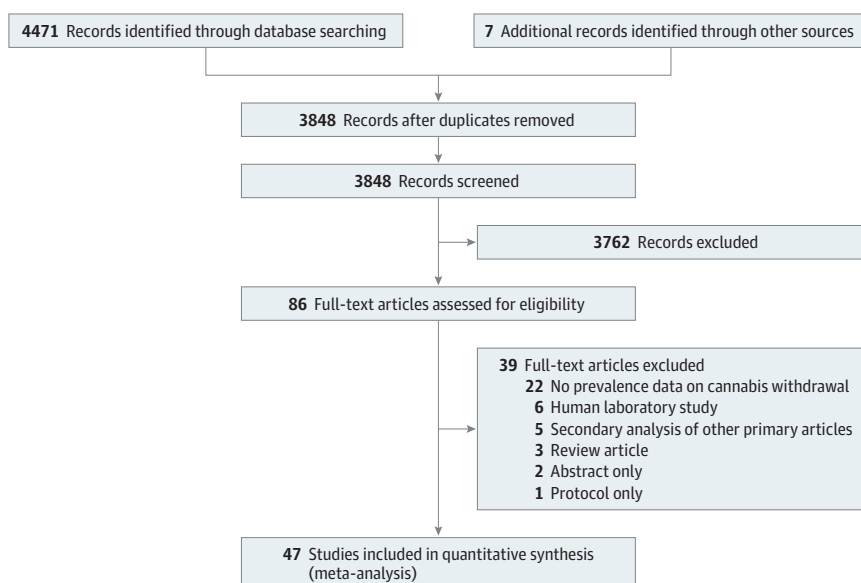 4471 Records identified through database searching
7 Additional records identified through other sources
3848 Records after duplicates removed
3848 Records screened
3762 Records excluded
86 Full-text articles assessed for eligibility
39 Full-text articles excluded
22 No prevalence data on cannabis withdrawal
6 Human laboratory study
5 Secondary analysis of other primary articles
3 Review article
2 Abstract only
1 Protocol only
47 Studies included in quantitative synthesis
(meta-analysis)